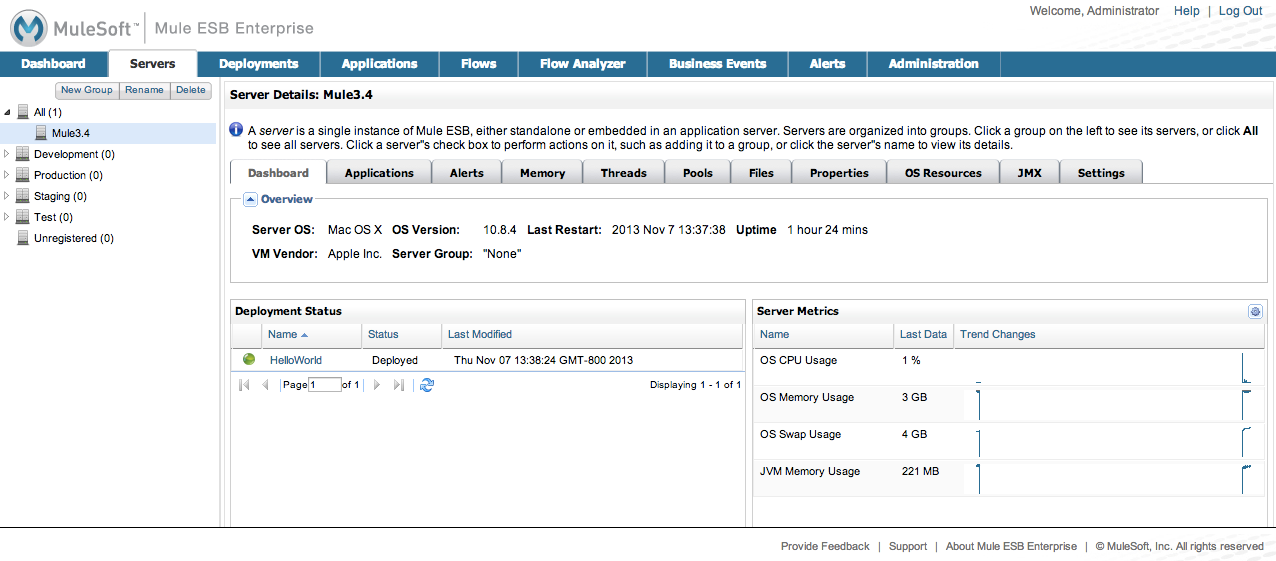 MuleSoft™ Mule ESB Enterprise
Welcome, Administrator Help | Log Out
Dashboard Servers Deployments Applications Flows Flow Analyzer Business Events Alerts Administration
New Group Rename Delete
All (1)
Mule3.4
Development (0)
Production (0)
Staging (0)
Test (0)
Unregistered (0)
Server Details: Mule3.4
A server is a single instance of Mule ESB, either standalone or embedded in an application server. Servers are organized into groups. Click a group on the left to see its servers, or click All
to see all servers. Click a server"s check box to perform actions on it, such as adding it to a group, or click the server"s name to view its details.
Dashboard Applications Alerts Memory Threads Pools Files Properties OS Resources JMX Settings
Overview
Server OS: Mac OS X OS Version: 10.8.4 Last Restart: 2013 Nov 7 13:37:38 Uptime 1 hour 24 mins
VM Vendor: Apple Inc. Server Group: "None"
Deployment Status
Name Status Last Modified
HelloWorld Deployed Thu Nov 07 13:38:24 GMT-800 2013
Page 1 of 1 Displaying 1 - 1 of 1
Server Metrics
Name Last Data Trend Changes
OS CPU Usage 1 %
OS Memory Usage 3 GB
OS Swap Usage 4 GB
JVM Memory Usage 221 MB
Provide Feedback | Support | About Mule ESB Enterprise | © MuleSoft, Inc. All rights reserved